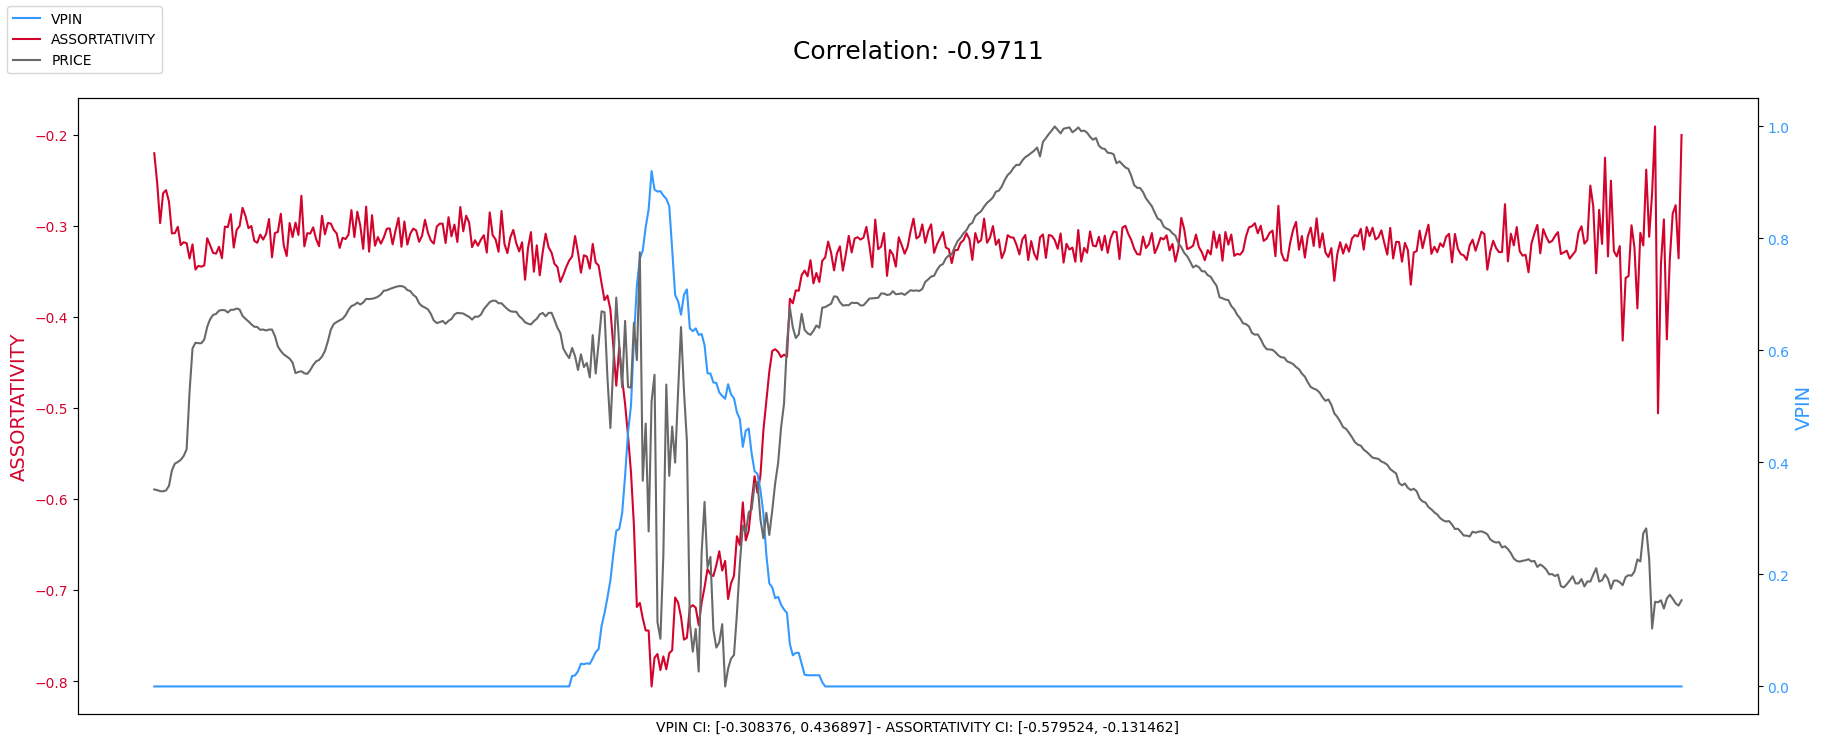 VPIN
ASSORTATIVITY
PRICE
Correlation: -0.9711
−0.2
−0.3
−0.4
−0.5
−0.6
−0.7
−0.8
ASSORTATIVITY
1.0
0.8
0.6
0.4
0.2
0.0
VPIN
VPIN CI: [-0.308376, 0.436897] - ASSORTATIVITY CI: [-0.579524, -0.131462]